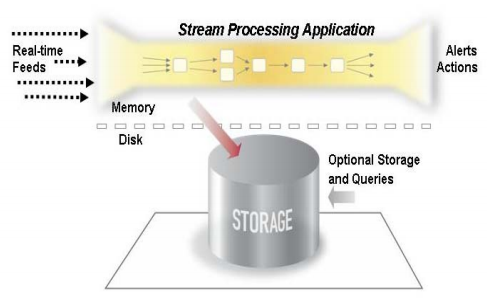 Stream Processing Application
Real-time
Feeds
Alerts
Actions
Memory
Disk
Optional Storage
and Queries
STORAGE